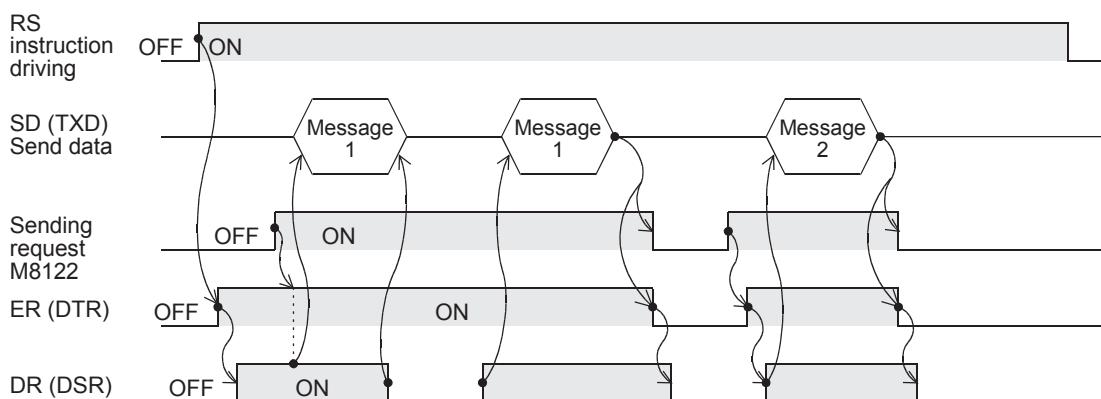 RS
instruction
driving
OFF
ON
SD (TXD)
Send data
Message
1
Message
1
Message
2
Sending
request
M8122
OFF
ON
ER (DTR)
OFF
ON
DR (DSR)
OFF
ON